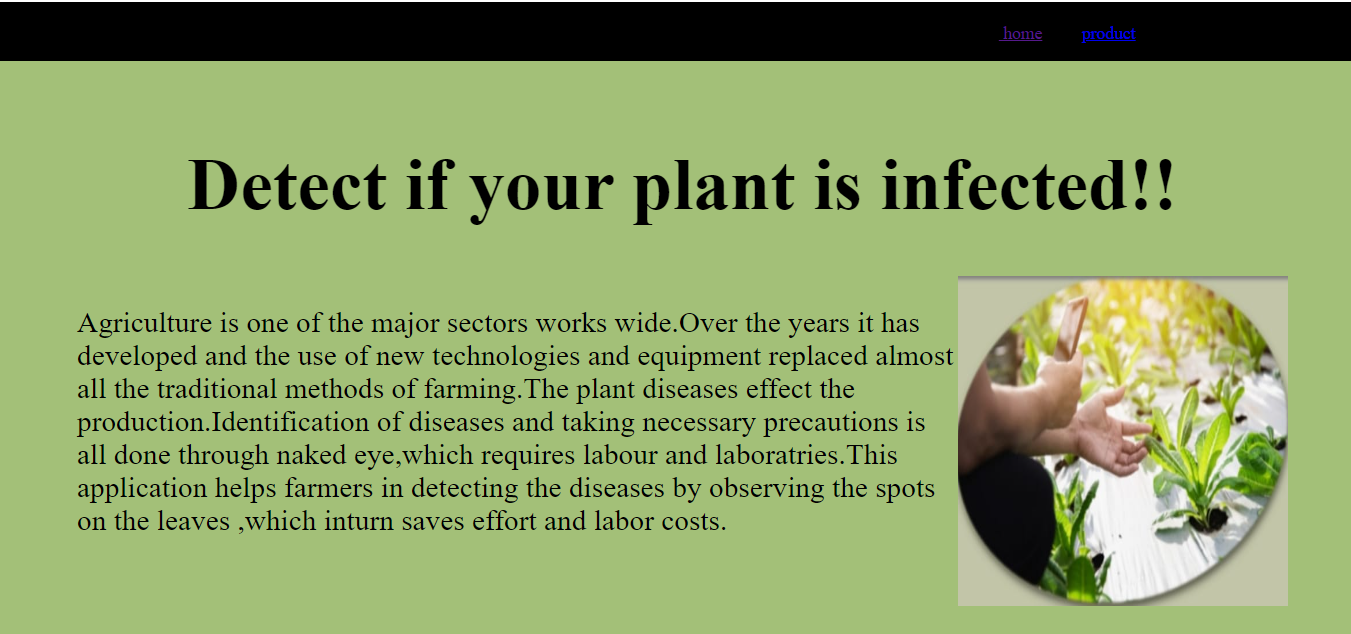 home product
Detect if your plant is infected!!
Agriculture is one of the major sectors works wide.Over the years it has
developed and the use of new technologies and equipment replaced almost
all the traditional methods of farming.The plant diseases effect the
production.Identification of diseases and taking necessary precautions is
all done through naked eye,which requires labour and laboratries.This
application helps farmers in detecting the diseases by observing the spots
on the leaves ,which inturn saves effort and labor costs.